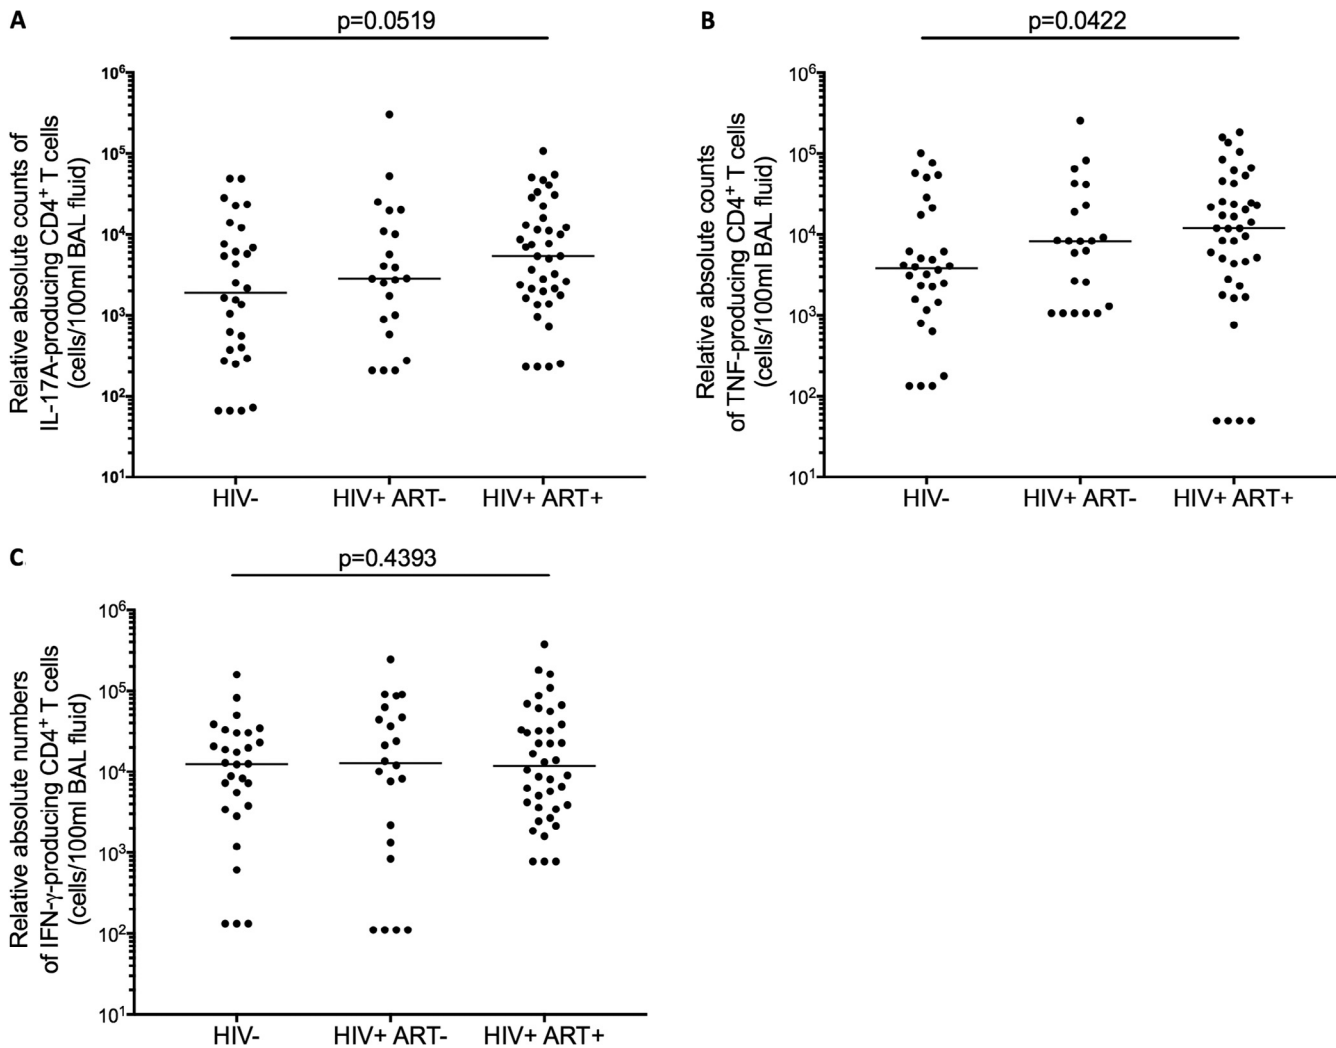 A
p=0.0519
Relative absolute counts of
IL-17A-producing CD4⁺ T cells
(cells/100ml BAL fluid)
10⁶
10⁵
10⁴
10³
10²
10¹
HIV- HIV+ ART- HIV+ ART+
B
p=0.0422
Relative absolute counts
of TNF-producing CD4⁺ T cells
(cells/100ml BAL fluid)
10⁶
10⁵
10⁴
10³
10²
10¹
HIV- HIV+ ART- HIV+ ART+
C
p=0.4393
Relative absolute numbers
of IFN-γ-producing CD4⁺ T cells
(cells/100ml BAL fluid)
10⁶
10⁵
10⁴
10³
10²
10¹
HIV- HIV+ ART- HIV+ ART+